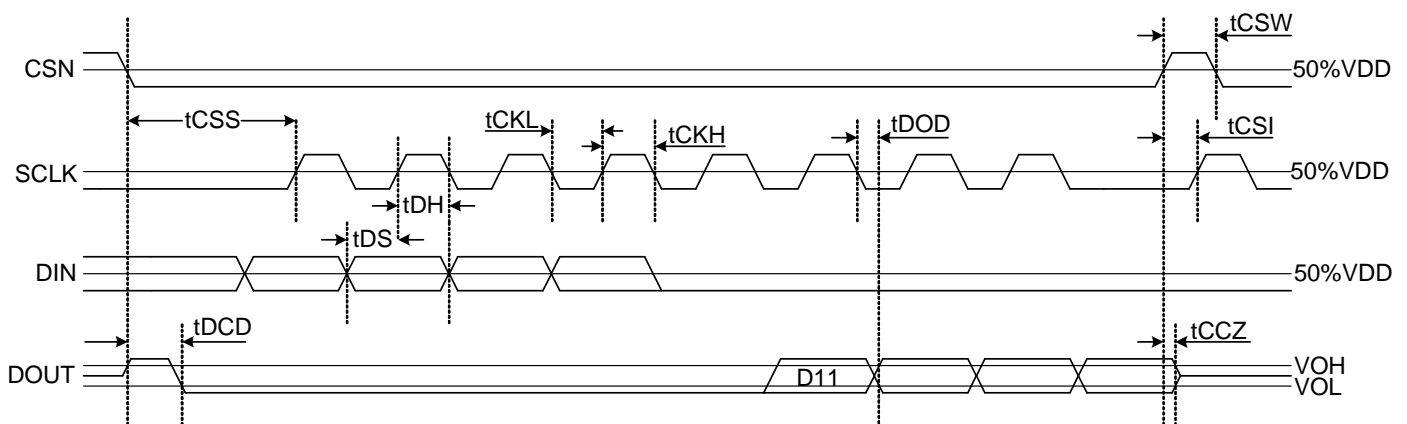 tCSW
CSN
50%VDD
tCSS
tCKL
tCKH
tDOD
tCSI
SCLK
50%VDD
tDH
tDS
DIN
50%VDD
tDCD
tCCZ
DOUT
D11
VOH
VOL